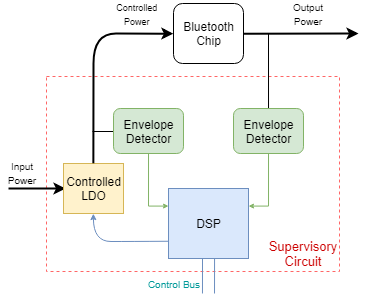 Controlled
Power
Bluetooth
Chip
Output
Power
Envelope
Detector
Envelope
Detector
Input
Power
Controlled
LDO
DSP
Supervisory
Circuit
Control Bus